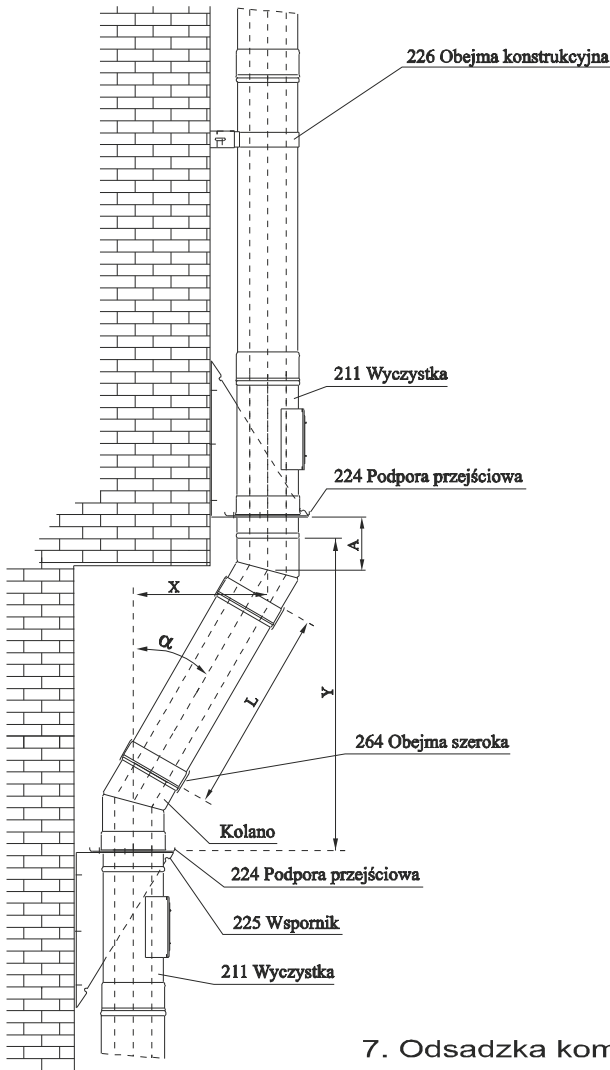 226 Obejma konstrukcyjna
211 Wyczystka
224 Podpora przejściowa
A
X
α
L
Y
264 Obejma szeroka
Kolano
224 Podpora przejściowa
225 Wspornik
211 Wyczystka
7. Odsadzka kom